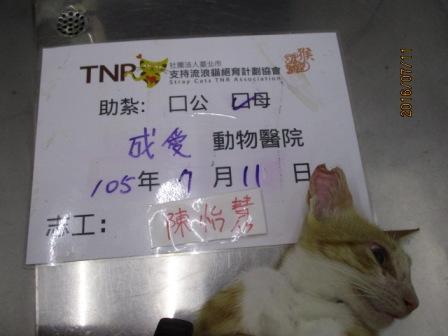 TNR 社團法人臺北市
支持流浪貓絕育計劃協會
Stray Cats TNR Association
助紮: 口公 口母
成愛 動物醫院
105年 7 月 11 日
志工: 陳怡慧
2016/07/11